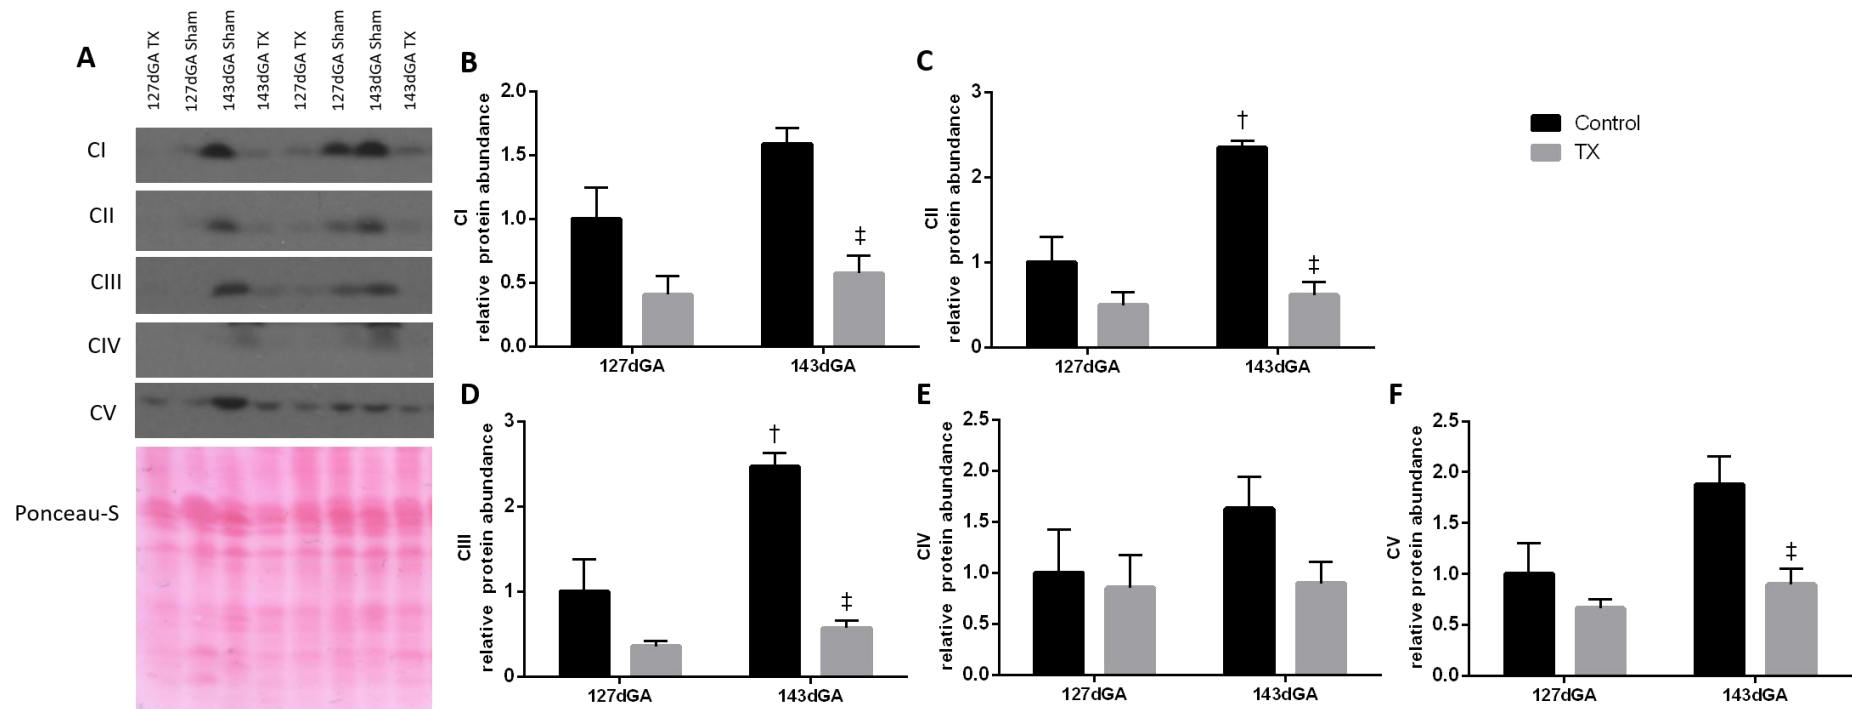 A
127dGA TX
127dGA Sham
143dGA Sham
143dGA TX
127dGA TX
127dGA Sham
143dGA Sham
143dGA TX
CI
CII
CIII
CIV
CV
Ponceau-S
B
CI
relative protein abundance
2.0
1.5
1.0
0.5
0.0
‡
127dGA
143dGA
C
CII
relative protein abundance
3
2
1
0
†
‡
127dGA
143dGA
Control
TX
D
CIII
relative protein abundance
3
2
1
0
†
‡
127dGA
143dGA
E
CIV
relative protein abundance
2.5
2.0
1.5
1.0
0.5
0.0
127dGA
143dGA
F
CV
relative protein abundance
2.5
2.0
1.5
1.0
0.5
0.0
‡
127dGA
143dGA